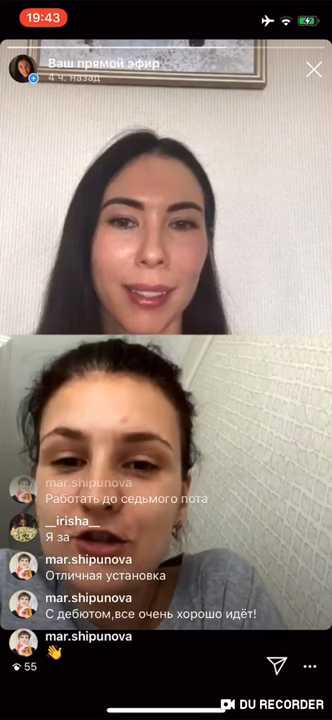 19:43
Ваш прямой эфир
4 ч. назад
mar.shipunova
Работать до седьмого пота
__irisha__
Я за
mar.shipunova
Отличная установка
mar.shipunova
С дебютом,все очень хорошо идёт!
mar.shipunova
👋
55
DU RECORDER